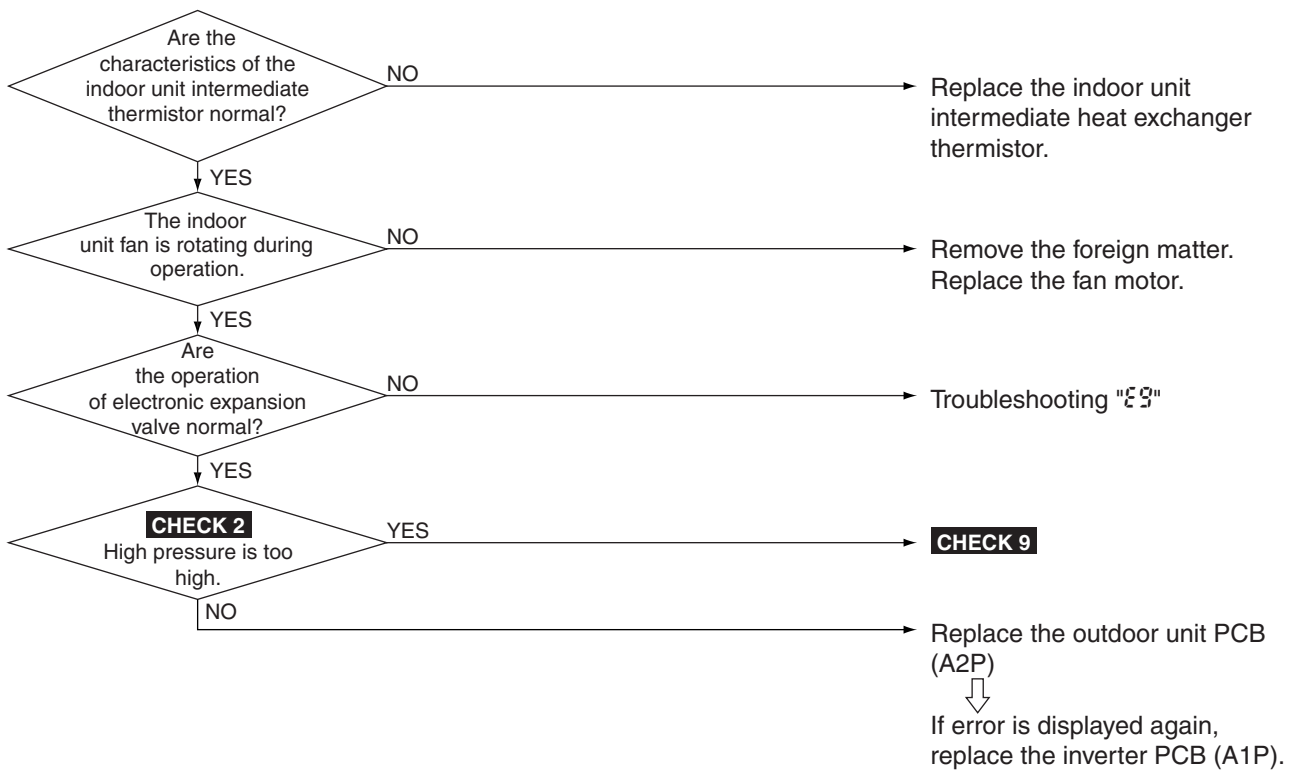 Are the
characteristics of the
indoor unit intermediate
thermistor normal?
NO
Replace the indoor unit
intermediate heat exchanger
thermistor.
YES
The indoor
unit fan is rotating during
operation.
NO
Remove the foreign matter.
Replace the fan motor.
YES
Are
the operation
of electronic expansion
valve normal?
NO
Troubleshooting "E9"
YES
CHECK 2
High pressure is too
high.
YES
CHECK 9
NO
Replace the outdoor unit PCB
(A2P)
If error is displayed again,
replace the inverter PCB (A1P).